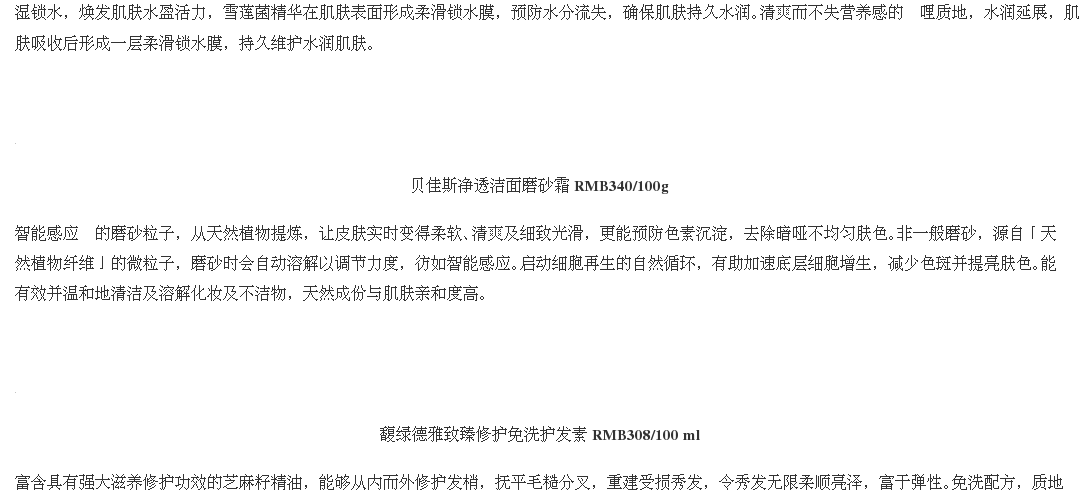 湿锁水，焕发肌肤水盈活力，雪莲菌精华在肌肤表面形成柔滑锁水膜，预防水分流失，确保肌肤持久水润。清爽而不失营养感的　哩质地，水润延展，肌
肤吸收后形成一层柔滑锁水膜，持久维护水润肌肤。
贝佳斯净透洁面磨砂霜 RMB340/100g
智能感应　的磨砂粒子，从天然植物提炼，让皮肤实时变得柔软、清爽及细致光滑，更能预防色素沉淀，去除暗哑不均匀肤色。非一般磨砂，源自「天
然植物纤维」的微粒子，磨砂时会自动溶解以调节力度，彷如智能感应。启动细胞再生的自然循环，有助加速底层细胞增生，减少色斑并提亮肤色。能
有效并温和地清洁及溶解化妆及不洁物，天然成份与肌肤亲和度高。
馥绿德雅致臻修护免洗护发素 RMB308/100 ml
富含具有强大滋养修护功效的芝麻籽精油，能够从内而外修护发梢，抚平毛糙分叉，重建受损秀发，令秀发无限柔顺亮泽，富于弹性。免洗配方，质地